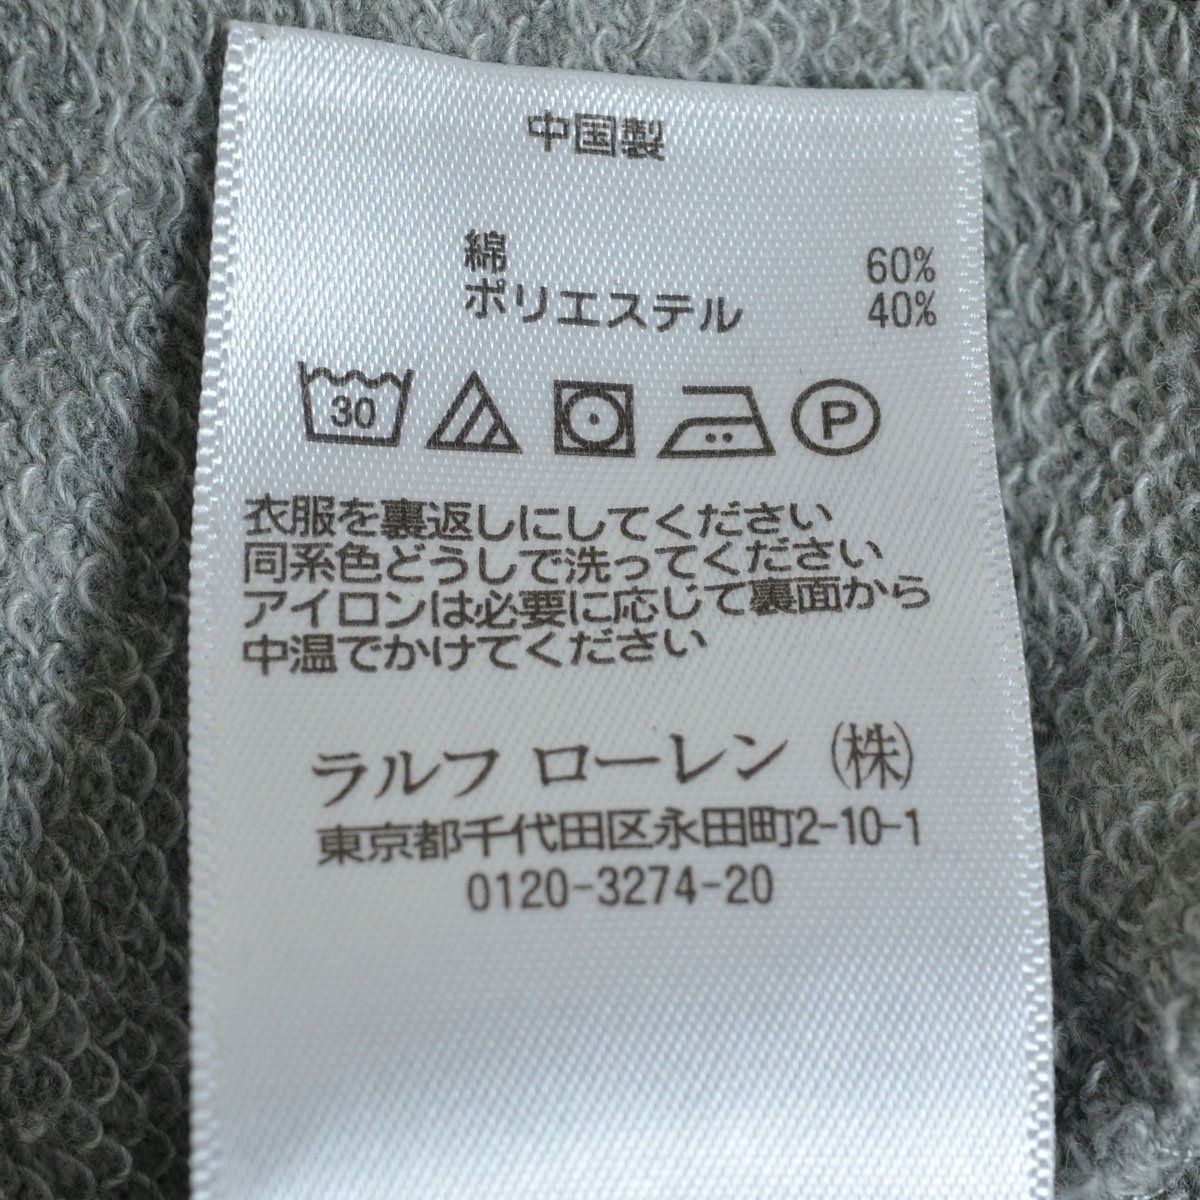 中国製
綿 60%
ポリエステル 40%
30 P
衣服を裏返しにしてください
同系色どうしで洗ってください
アイロンは必要に応じて裏面から
中温でかけてください
ラルフ ローレン (株)
東京都千代田区永田町2-10-1
0120-3274-20